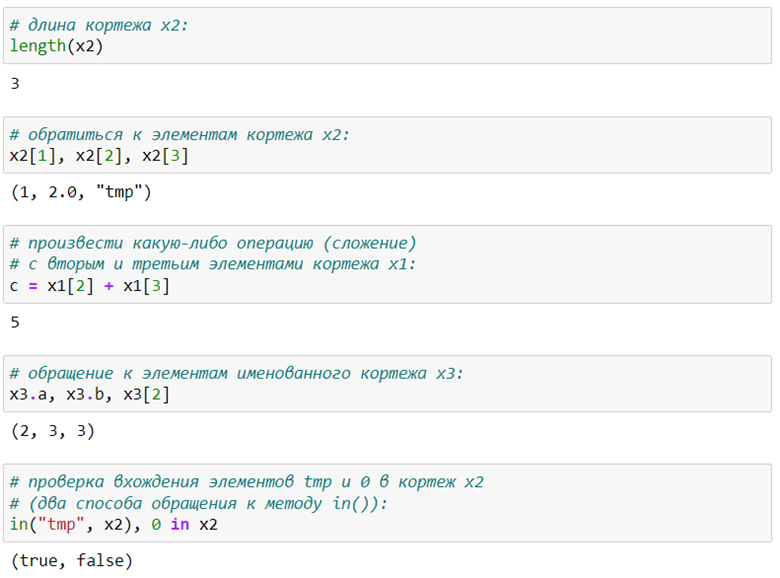 # длина кортежа x2:
length(x2)
3
# обратиться к элементам кортежа x2:
x2[1], x2[2], x2[3]
(1, 2.0, "tmp")
# произвести какую-либо операцию (сложение)
# с вторым и третьим элементами кортежа x1:
c = x1[2] + x1[3]
5
# обращение к элементам именованного кортежа x3:
x3.a, x3.b, x3[2]
(2, 3, 3)
# проверка вхождения элементов tmp и 0 в кортеж x2
# (два способа обращения к методу in()):
in("tmp", x2), 0 in x2
(true, false)